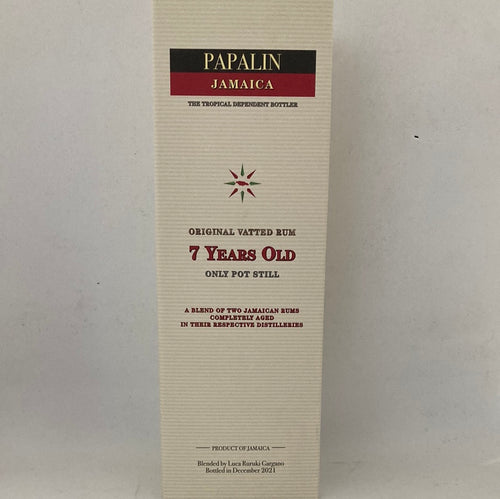 PAPALIN
JAMAICA
THE TROPICAL DEPENDENT BOTTLER
ORIGINAL VATTED RUM
7 YEARS OLD
ONLY POT STILL
A BLEND OF TWO JAMAICAN RUMS
COMPLETELY AGED
IN THEIR RESPECTIVE DISTILLERIES
PRODUCT OF JAMAICA
Blended by Luca Ruruki Gargano
Bottled in December 2021